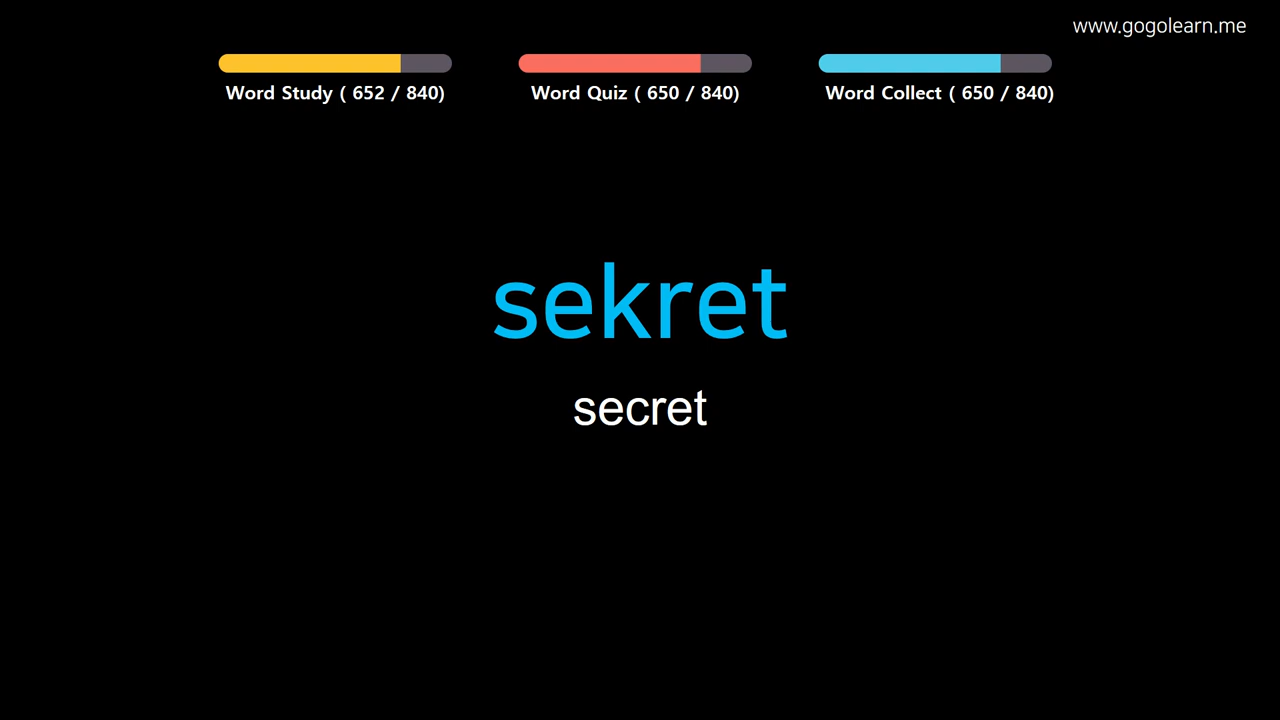 www.gogolearn.me
Word Study ( 652 / 840)
Word Quiz ( 650 / 840)
Word Collect ( 650 / 840)
sekret
secret